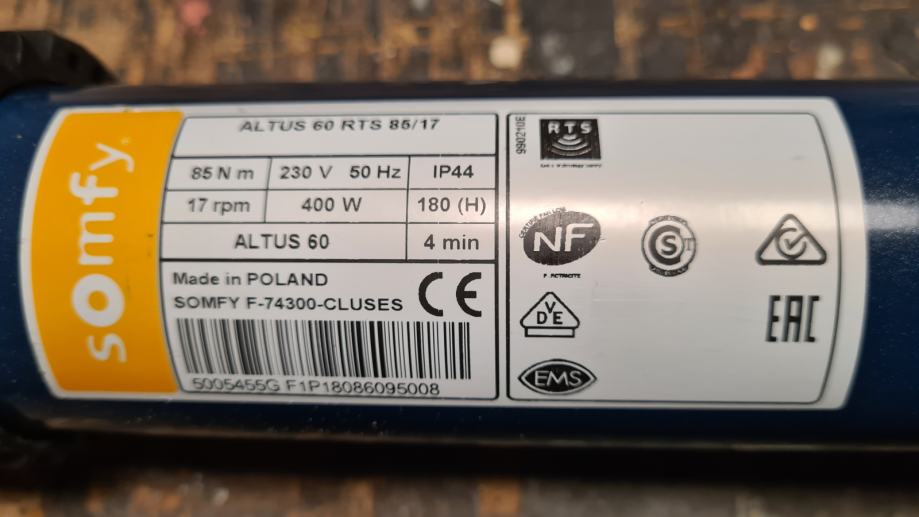 somfy.
ALTUS 60 RTS 85/17
85 N m 230 V 50 Hz IP44
17 rpm 400 W 180 (H)
ALTUS 60 4 min
Made in POLAND
SOMFY F-74300-CLUSES
CE
5005455G F1P18086095008
990210E
RTS
NF
S T
VDE
EMS
EAC